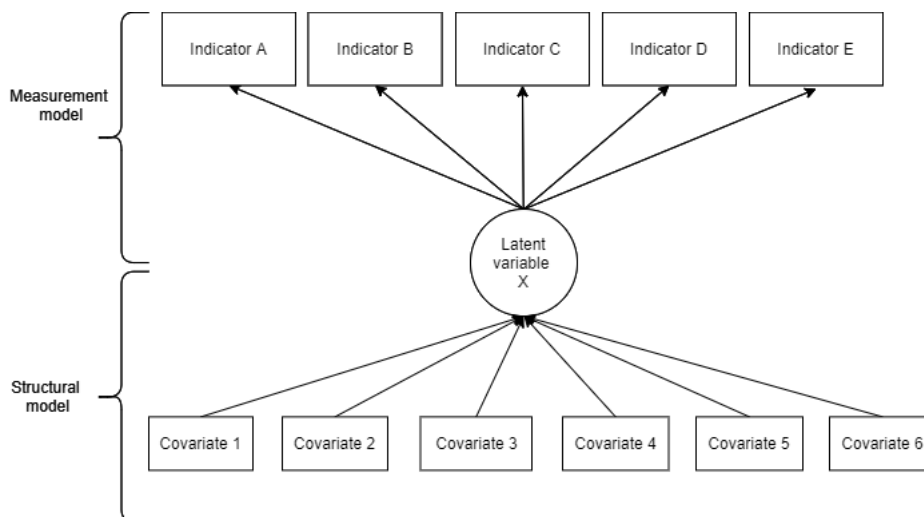 Indicator A
Indicator B
Indicator C
Indicator D
Indicator E
Measurement
model
Latent
variable
X
Structural
model
Covariate 1
Covariate 2
Covariate 3
Covariate 4
Covariate 5
Covariate 6